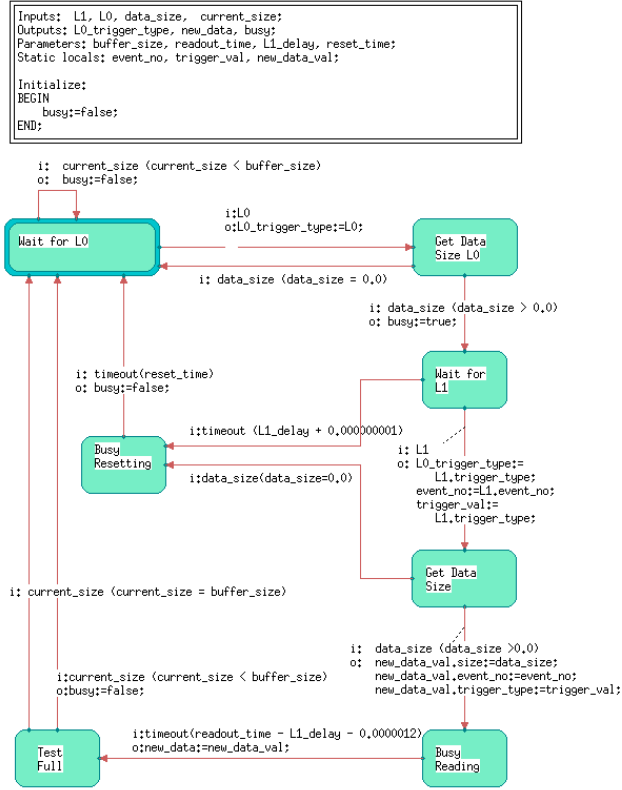 Inputs:  L1, L0, data_size,  current_size;
Outputs: L0_trigger_type, new_data, busy;
Parameters: buffer_size, readout_time, L1_delay, reset_time;
Static locals: event_no, trigger_val, new_data_val;
Initialize:
BEGIN
busy:=false;
END;
i:  current_size (current_size < buffer_size)
o:  busy:=false;
Wait for L0
i:L0
o:L0_trigger_type:=L0;
Get Data
Size L0
i: data_size (data_size = 0.0)
i: data_size (data_size > 0.0)
o: busy:=true;
Wait for
L1
i: timeout(reset_time)
o: busy:=false;
i:timeout (L1_delay + 0.000000001)
Busy
Resetting
i: L1
o: L0_trigger_type:=
L1.trigger_type;
event_no:=L1.event_no;
trigger_val:=
L1.trigger_type;
i:data_size(data_size=0.0)
Get Data
Size
i: current_size (current_size = buffer_size)
i:  data_size (data_size >0.0)
o:  new_data_val.size:=data_size;
new_data_val.event_no:=event_no;
new_data_val.trigger_type:=trigger_val;
i:current_size (current_size < buffer_size)
o:busy:=false;
i:timeout(readout_time - L1_delay - 0.0000012)
o:new_data:=new_data_val;
Test
Full
Busy
Reading